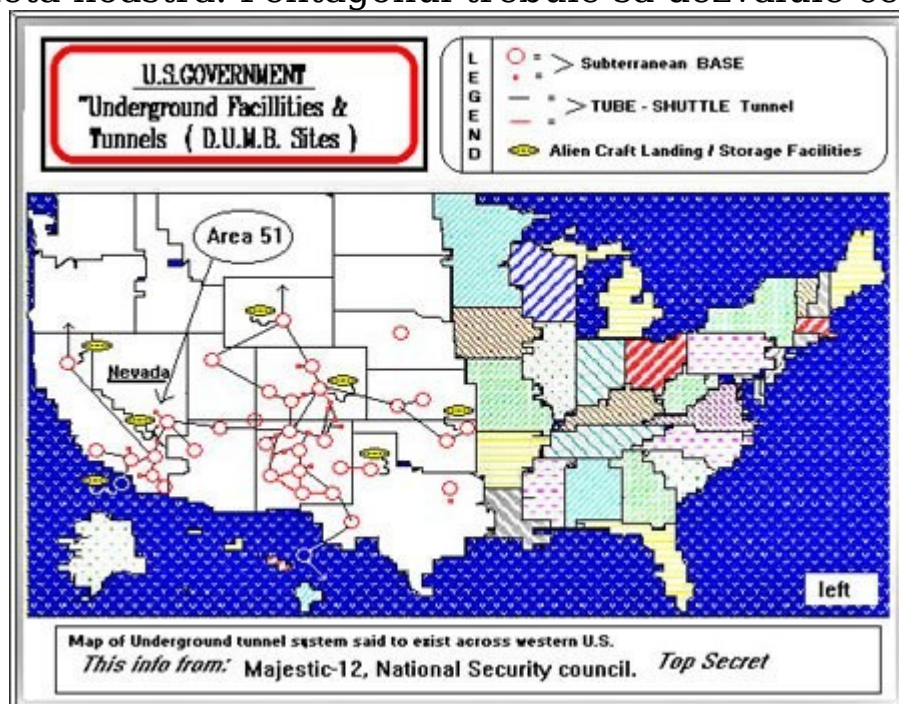 U.S.GOVERNMENT
"Underground Facillities &
Tunnels ( D.U.M.B. Sites )
LEGEND
= > Subterranean BASE
=
= > TUBE - SHUTTLE Tunnel
=
Alien Craft Landing / Storage Facilities
Area 51
Nevada
left
Map of Underground tunnel system said to exist across western U.S.
This info from: Majestic-12, National Security council. Top Secret